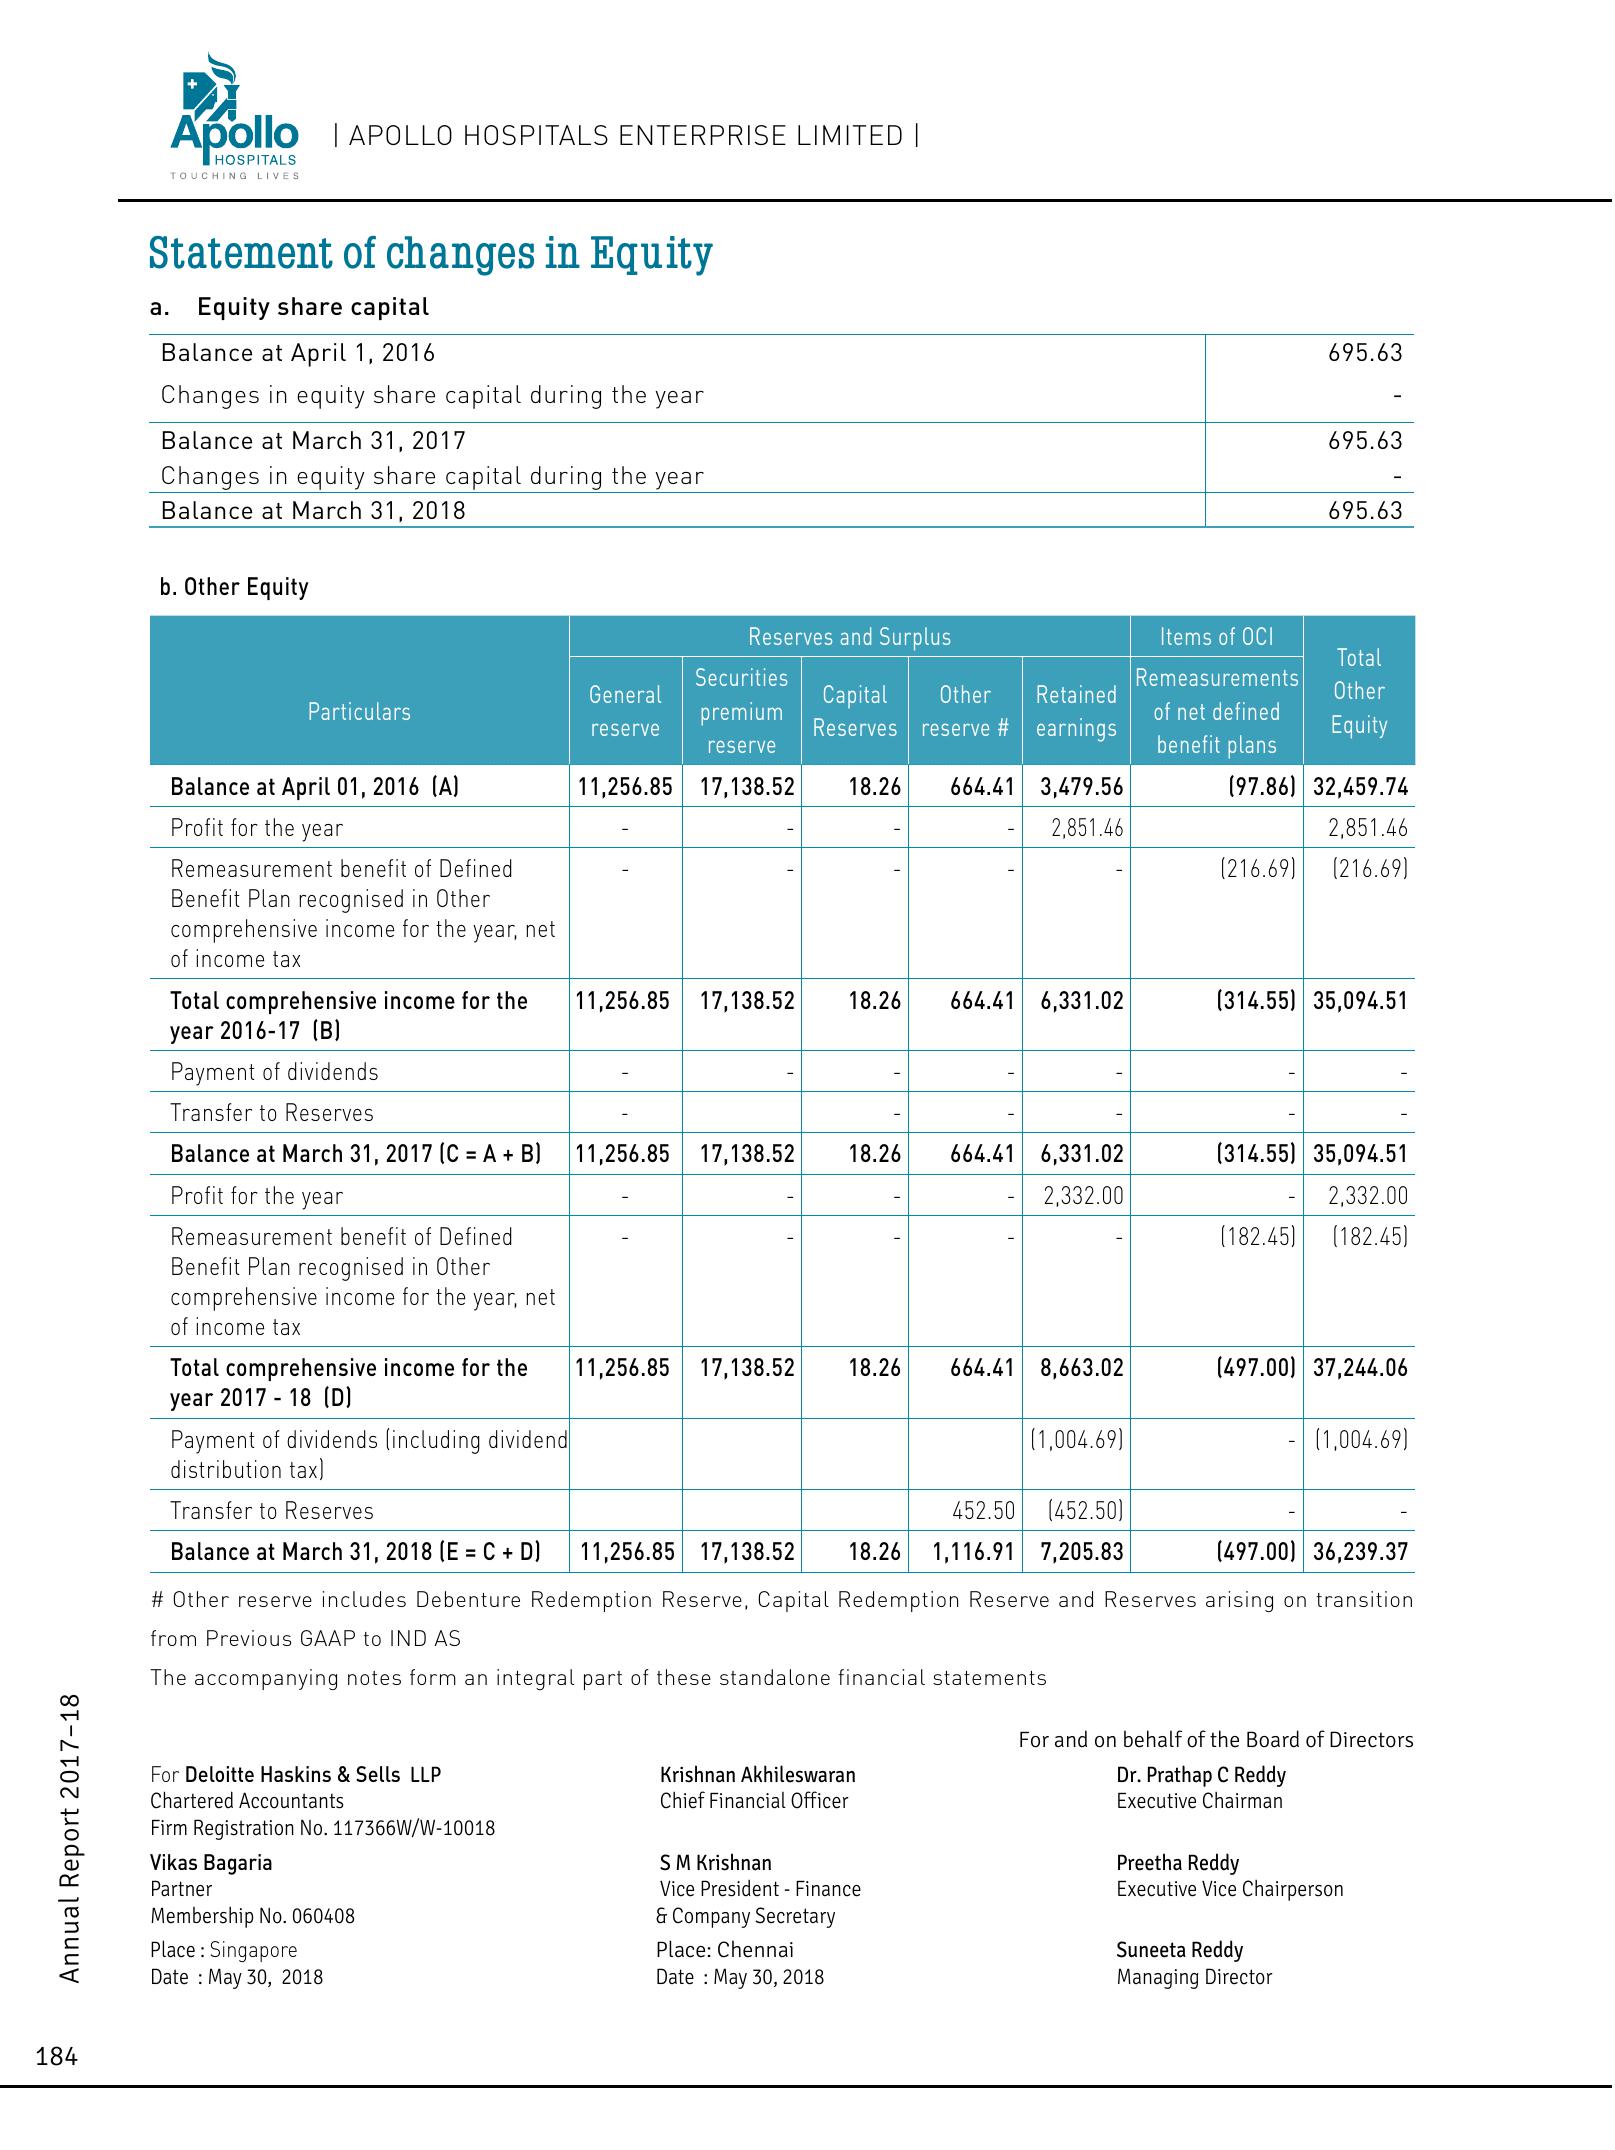 Apollo
HOSPITALS
TOUCHING LIVES
| APOLLO HOSPITALS ENTERPRISE LIMITED |
Statement of changes in Equity
a. Equity share capital
Balance at April 1, 2016 695.63
Changes in equity share capital during the year -
Balance at March 31, 2017 695.63
Changes in equity share capital during the year -
Balance at March 31, 2018 695.63
b. Other Equity
Particulars
Reserves and Surplus
Items of OCI
Total
Other
Equity
General
reserve
Securities
premium
reserve
Capital
Reserves
Other
reserve #
Retained
earnings
Remeasurements
of net defined
benefit plans
Balance at April 01, 2016 (A) 11,256.85 17,138.52 18.26 664.41 3,479.56 (97.86) 32,459.74
Profit for the year - - - - 2,851.46 2,851.46
Remeasurement benefit of Defined - - - - - (216.69) (216.69)
Benefit Plan recognised in Other
comprehensive income for the year, net
of income tax
Total comprehensive income for the 11,256.85 17,138.52 18.26 664.41 6,331.02 (314.55) 35,094.51
year 2016-17 (B)
Payment of dividends - - - - - - -
Transfer to Reserves - - - - - -
Balance at March 31, 2017 (C = A + B) 11,256.85 17,138.52 18.26 664.41 6,331.02 (314.55) 35,094.51
Profit for the year - - - - 2,332.00 - 2,332.00
Remeasurement benefit of Defined - - - - - (182.45) (182.45)
Benefit Plan recognised in Other
comprehensive income for the year, net
of income tax
Total comprehensive income for the 11,256.85 17,138.52 18.26 664.41 8,663.02 (497.00) 37,244.06
year 2017 - 18 (D)
Payment of dividends (including dividend (1,004.69) - (1,004.69)
distribution tax)
Transfer to Reserves 452.50 (452.50) - -
Balance at March 31, 2018 (E = C + D) 11,256.85 17,138.52 18.26 1,116.91 7,205.83 (497.00) 36,239.37
# Other reserve includes Debenture Redemption Reserve, Capital Redemption Reserve and Reserves arising on transition
from Previous GAAP to IND AS
The accompanying notes form an integral part of these standalone financial statements
For and on behalf of the Board of Directors
For Deloitte Haskins & Sells LLP
Chartered Accountants
Firm Registration No. 117366W/W-10018
Vikas Bagaria
Partner
Membership No. 060408
Place : Singapore
Date : May 30, 2018
Krishnan Akhileswaran
Chief Financial Officer
S M Krishnan
Vice President - Finance
& Company Secretary
Place: Chennai
Date : May 30, 2018
Dr. Prathap C Reddy
Executive Chairman
Preetha Reddy
Executive Vice Chairperson
Suneeta Reddy
Managing Director
Annual Report 2017-18
184